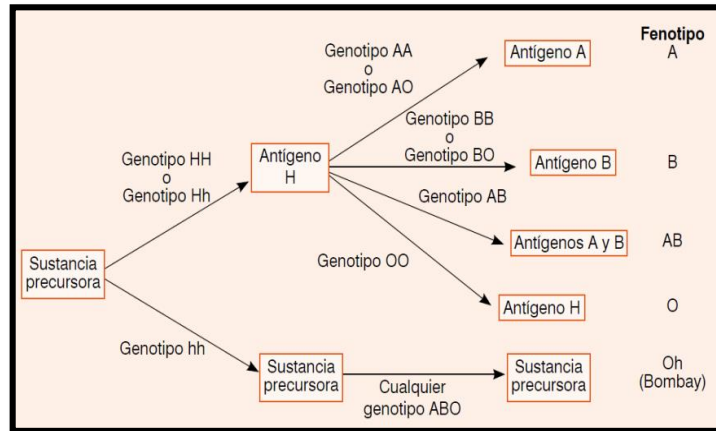 Fenotipo
Genotipo AA
o
Genotipo AO
Antígeno A
A
Genotipo BB
o
Genotipo BO
Antígeno B
B
Genotipo HH
o
Genotipo Hh
Antígeno
H
Genotipo AB
Antígenos A y B
AB
Sustancia
precursora
Genotipo OO
Antígeno H
O
Genotipo hh
Sustancia
precursora
Cualquier
genotipo ABO
Sustancia
precursora
Oh
(Bombay)